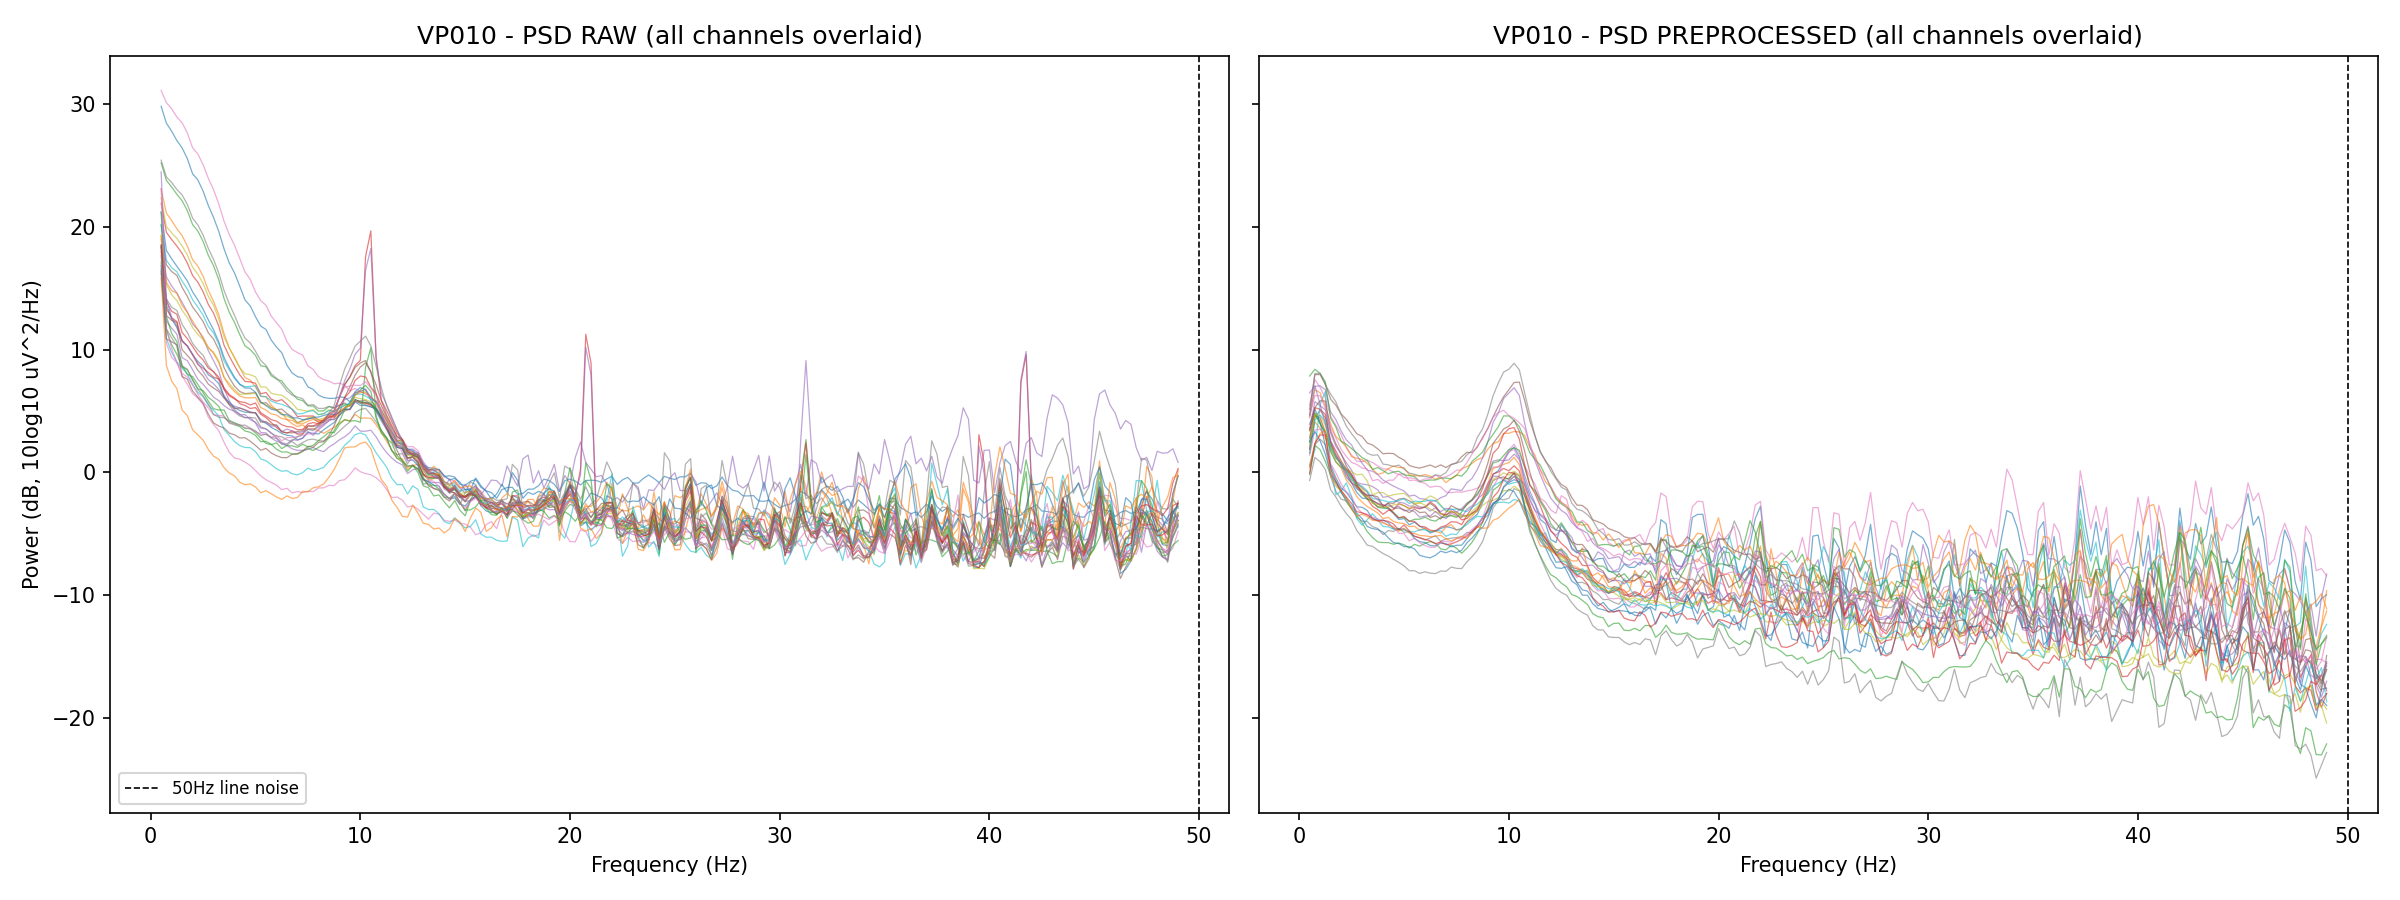 VP010 - PSD RAW (all channels overlaid)
VP010 - PSD PREPROCESSED (all channels overlaid)
Power (dB, 10log10 uV^2/Hz)
30
20
10
0
−10
−20
50Hz line noise
0 10 20 30 40 50
0 10 20 30 40 50
Frequency (Hz)
Frequency (Hz)